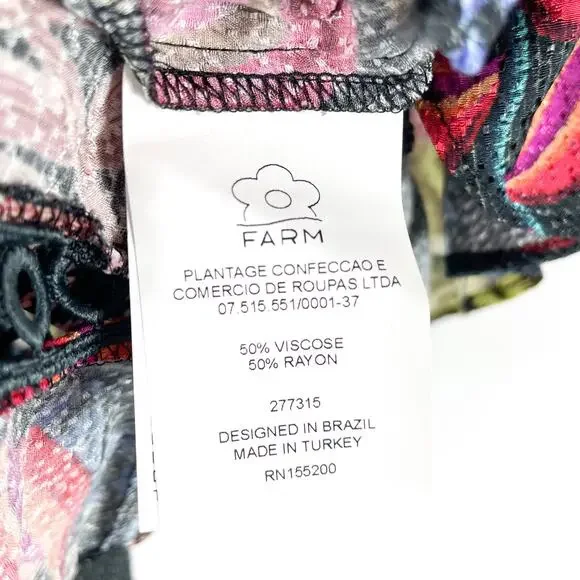 FARM
PLANTAGE CONFECCAO E
COMERCIO DE ROUPAS LTDA
07.515.551/0001-37
50% VISCOSE
50% RAYON
277315
DESIGNED IN BRAZIL
MADE IN TURKEY
RN155200